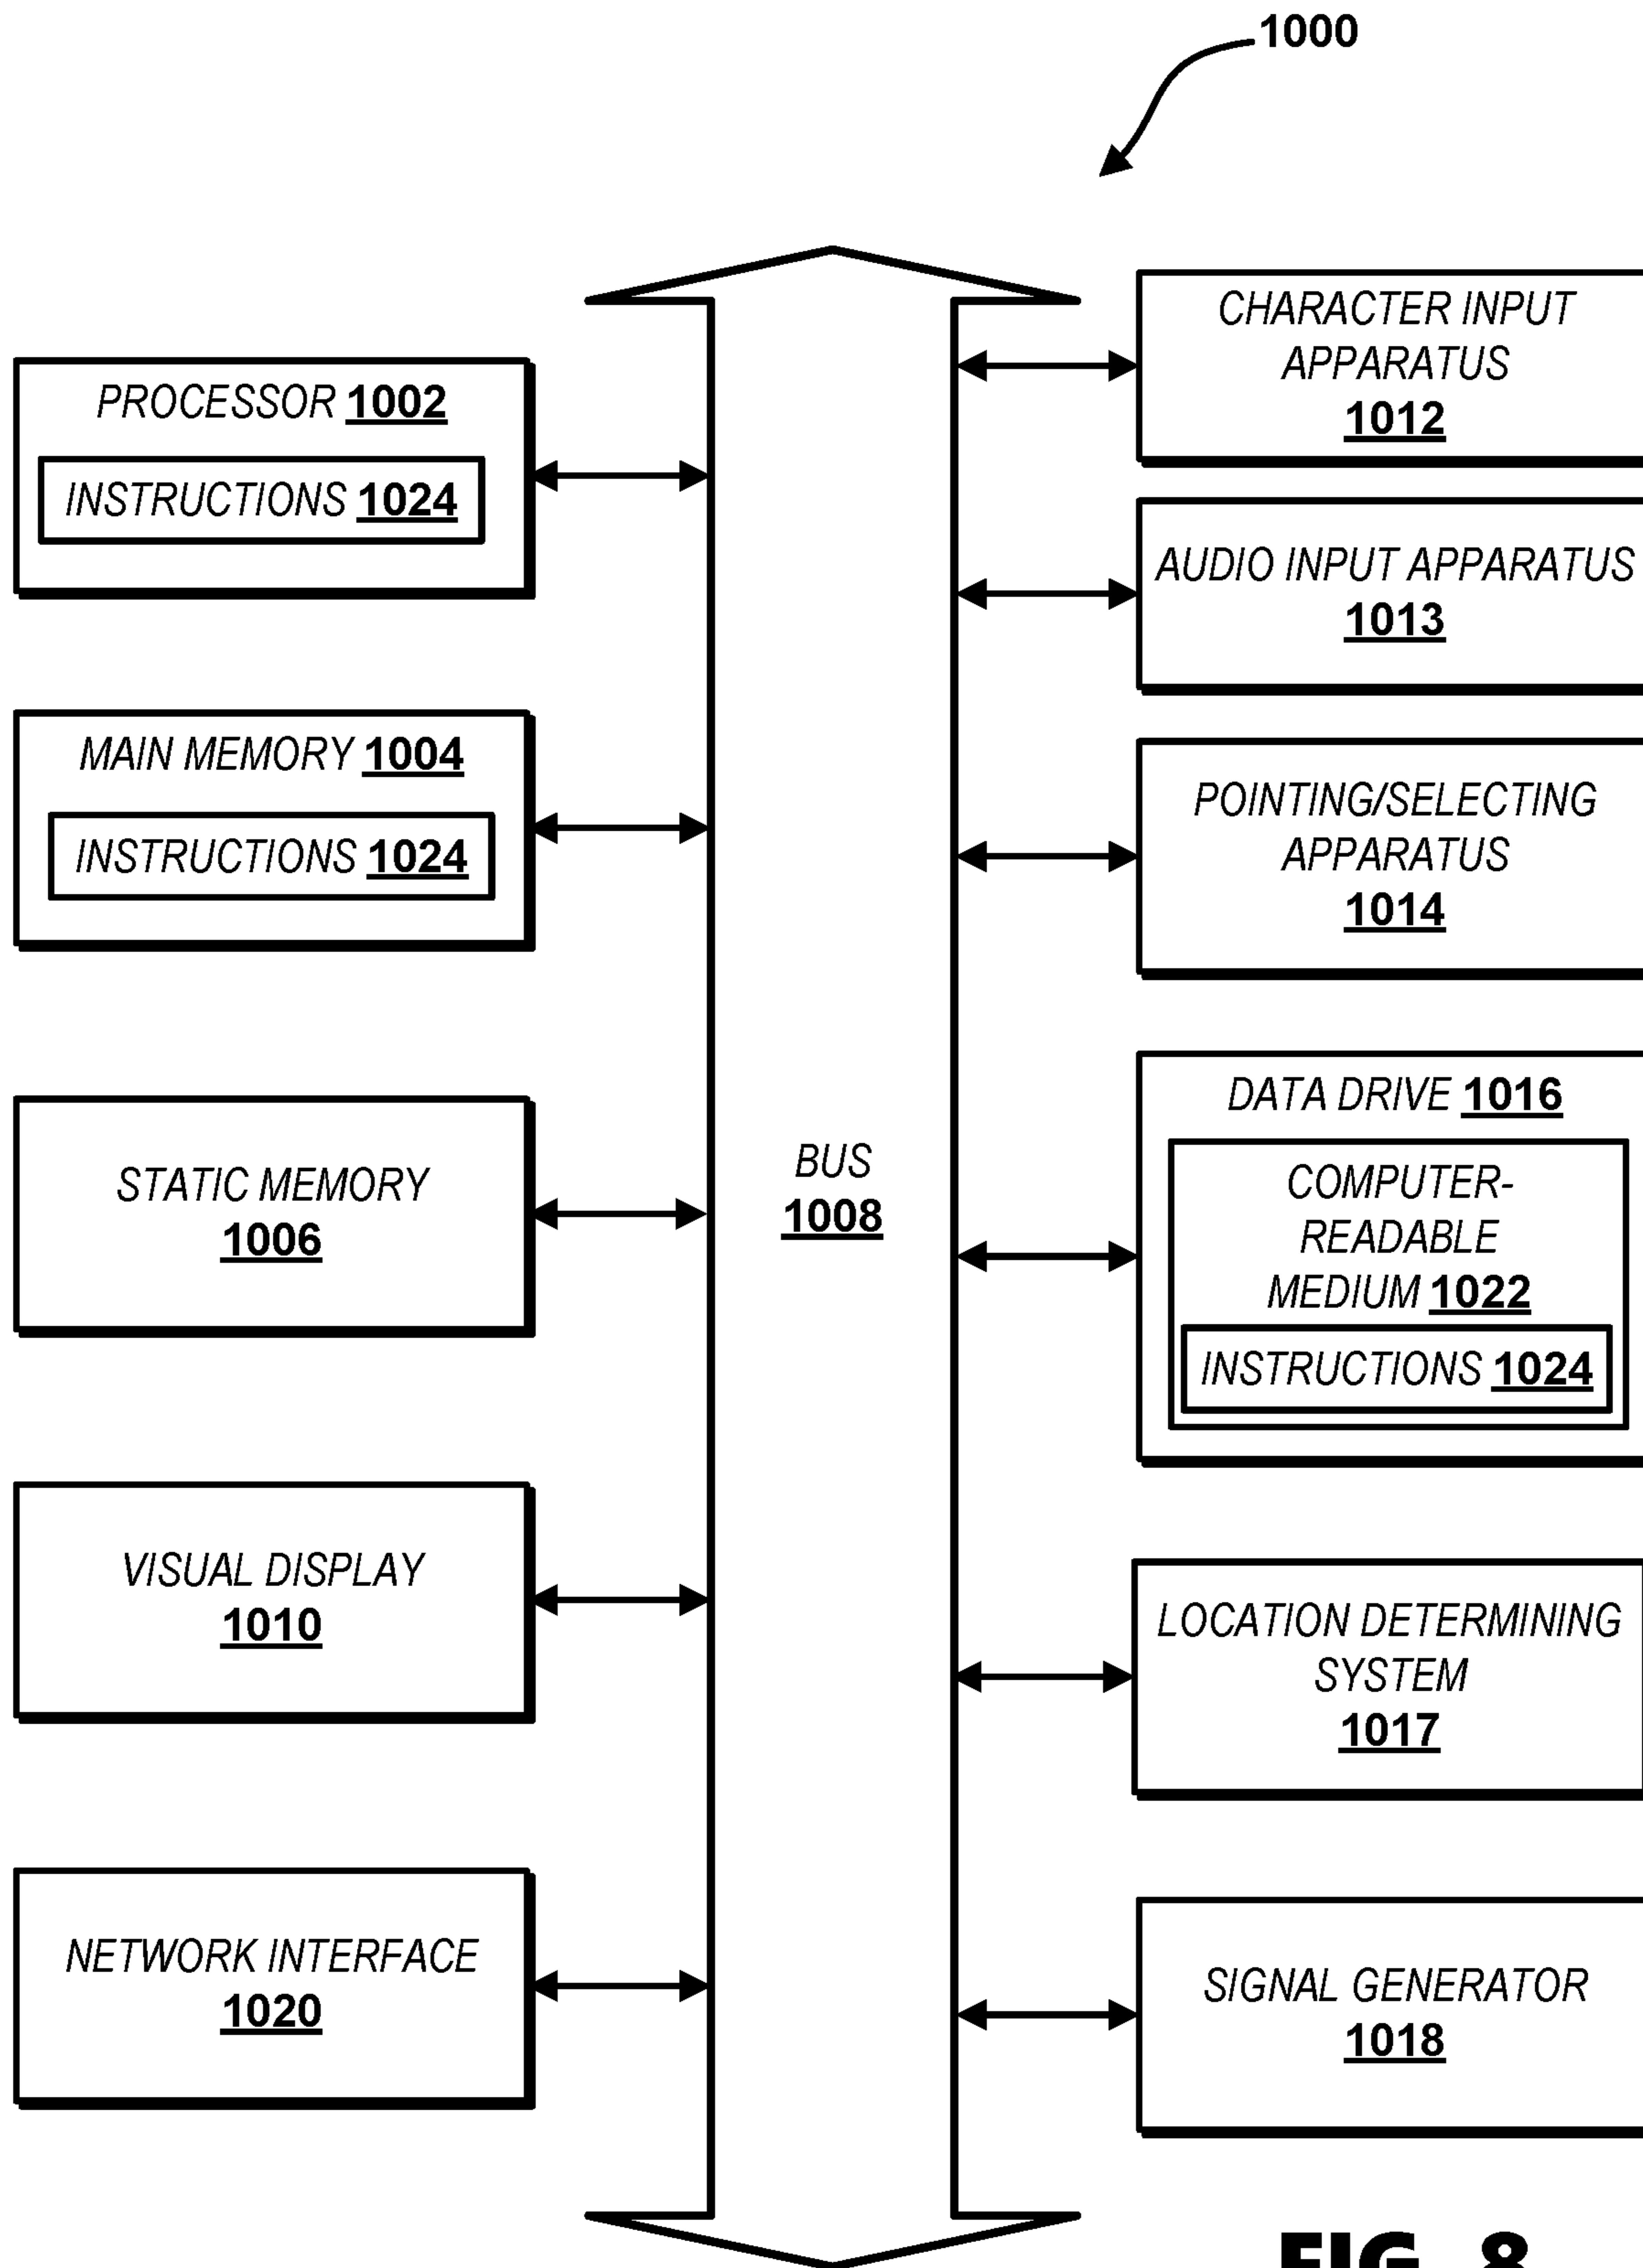 1000
PROCESSOR 1002
INSTRUCTIONS 1024
MAIN MEMORY 1004
INSTRUCTIONS 1024
STATIC MEMORY
1006
VISUAL DISPLAY
1010
NETWORK INTERFACE
1020
BUS
1008
CHARACTER INPUT
APPARATUS
1012
AUDIO INPUT APPARATUS
1013
POINTING/SELECTING
APPARATUS
1014
DATA DRIVE 1016
COMPUTER-
READABLE
MEDIUM 1022
INSTRUCTIONS 1024
LOCATION DETERMINING
SYSTEM
1017
SIGNAL GENERATOR
1018
FIG. 8